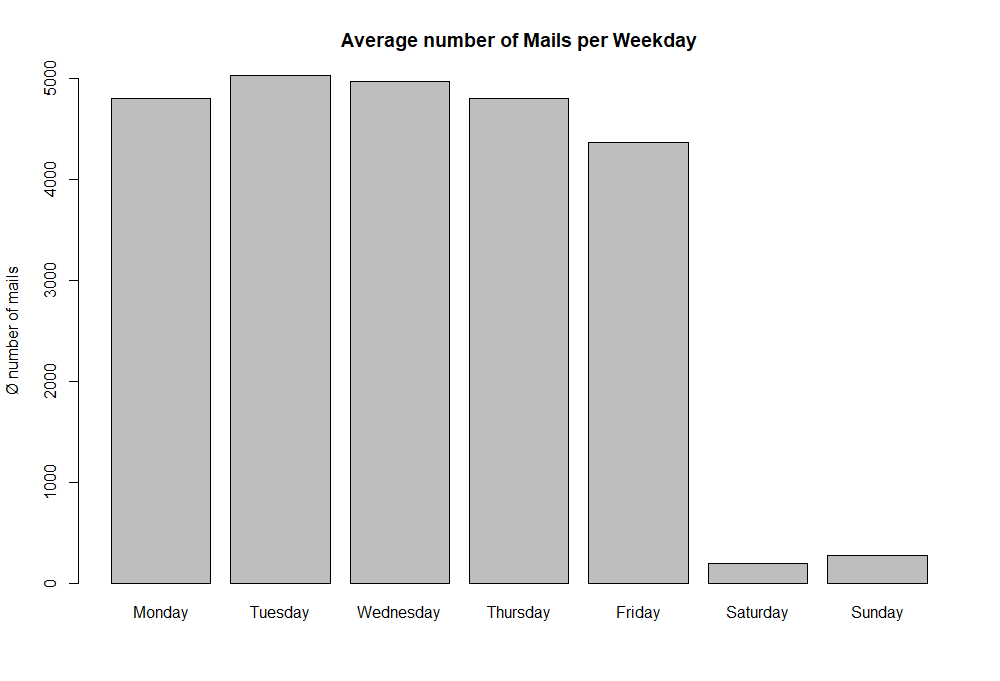 Average number of Mails per Weekday
Ø number of mails
5000
4000
3000
2000
1000
0
Monday Tuesday Wednesday Thursday Friday Saturday Sunday